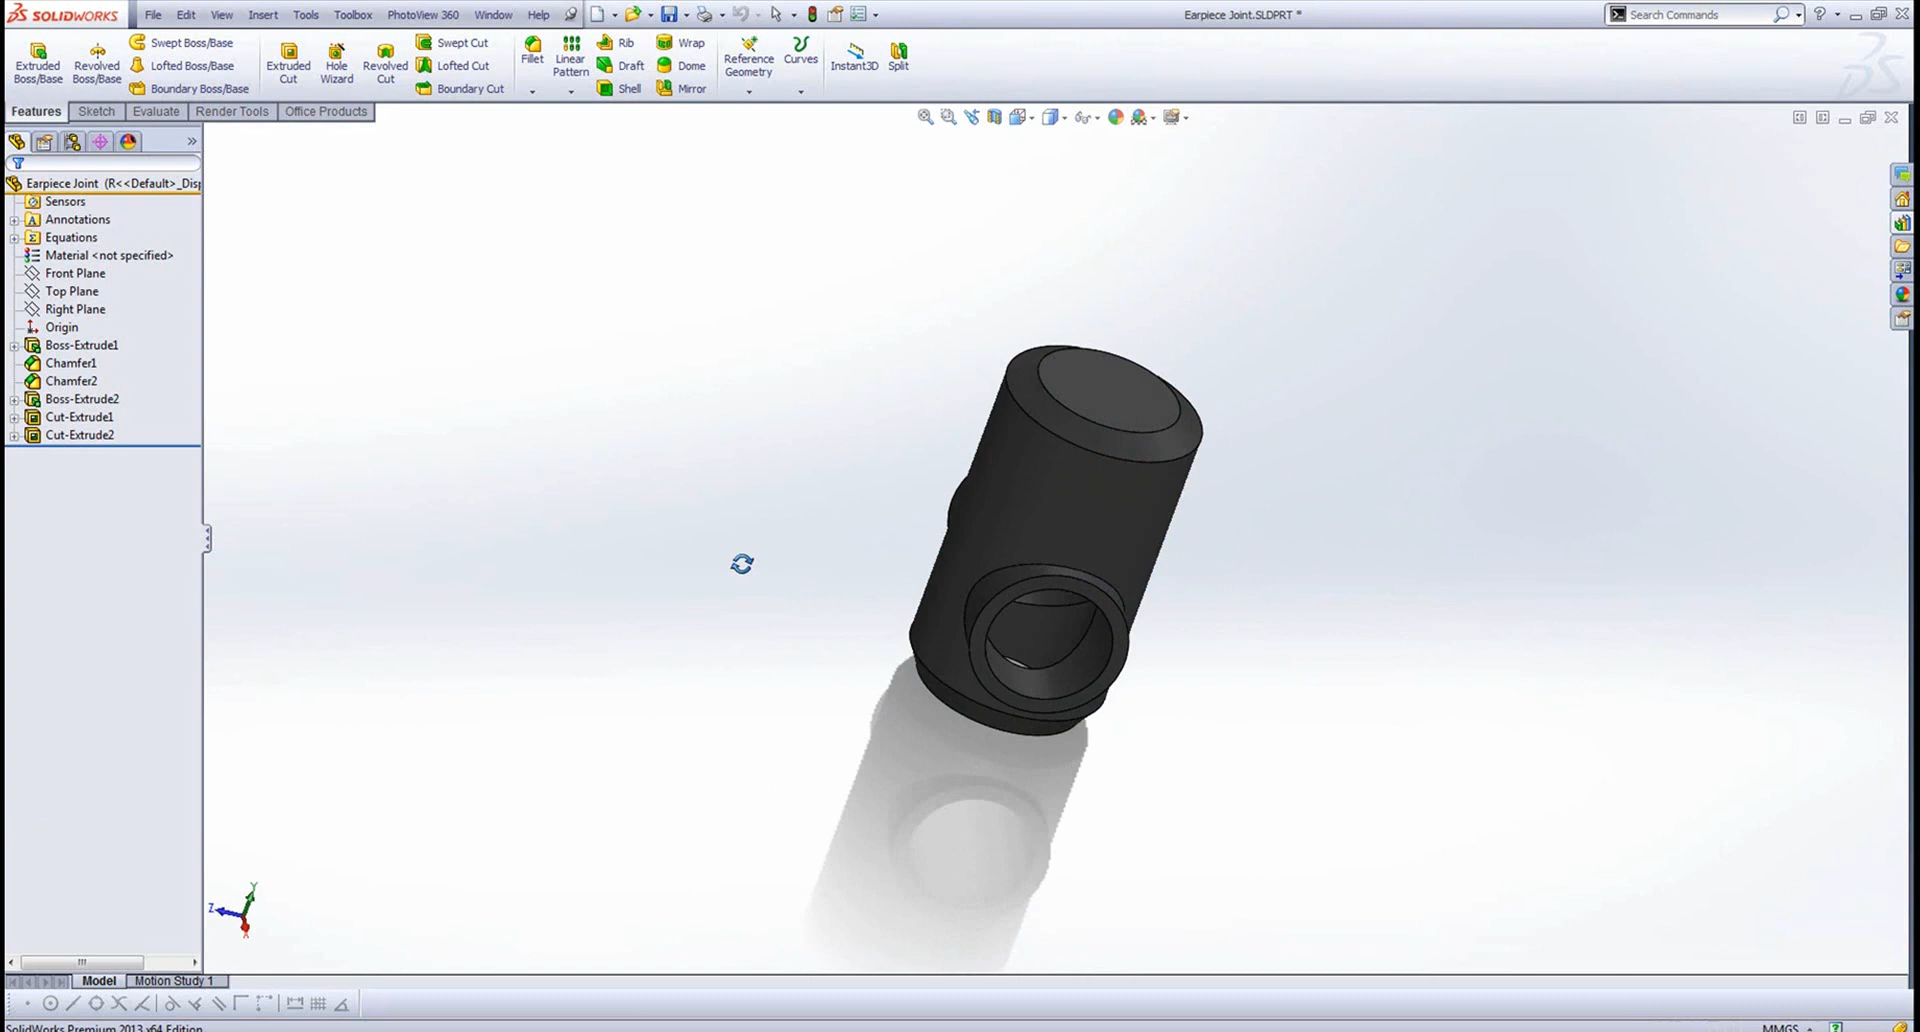 SOLIDWORKS File Edit View Insert Tools Toolbox PhotoView 360 Window Help Earpiece Joint.SLDPRT * Search Commands
Extruded Boss/Base
Revolved Boss/Base
Swept Boss/Base
Lofted Boss/Base
Boundary Boss/Base
Extruded Cut
Hole Wizard
Revolved Cut
Swept Cut
Lofted Cut
Boundary Cut
Fillet
Linear Pattern
Rib
Draft
Shell
Wrap
Dome
Mirror
Reference Geometry
Curves
Instant3D
Split
Features Sketch Evaluate Render Tools Office Products
Earpiece Joint (R<<Default>_Disp
Sensors
Annotations
Equations
Material <not specified>
Front Plane
Top Plane
Right Plane
Origin
Boss-Extrude1
Chamfer1
Chamfer2
Boss-Extrude2
Cut-Extrude1
Cut-Extrude2
Y
Z
X
Model Motion Study 1
SolidWorks Premium 2013 x64 Edition MMGS